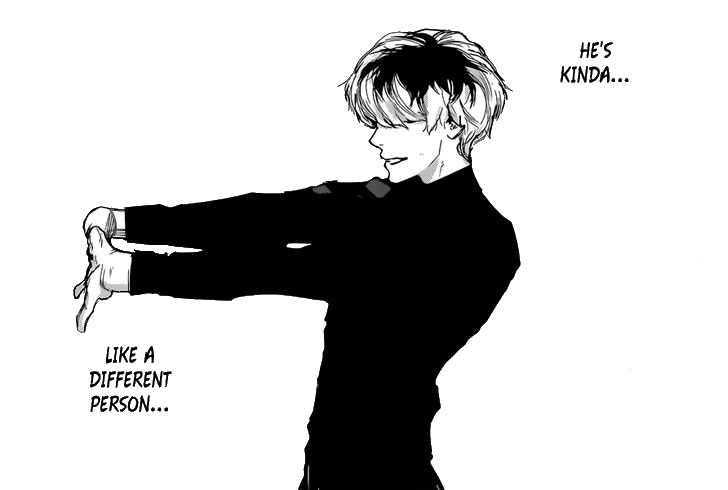 HE'S
KINDA...
LIKE A
DIFFERENT
PERSON...